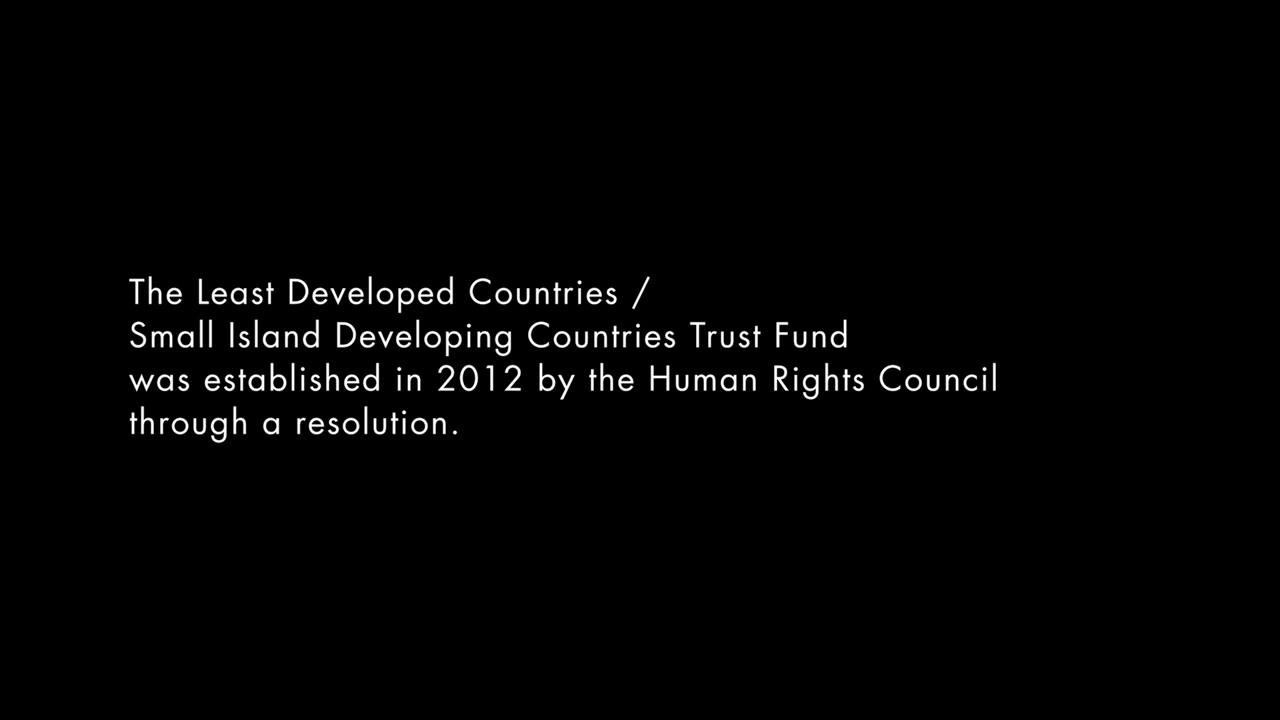 The Least Developed Countries /
Small Island Developing Countries Trust Fund
was established in 2012 by the Human Rights Council
through a resolution.